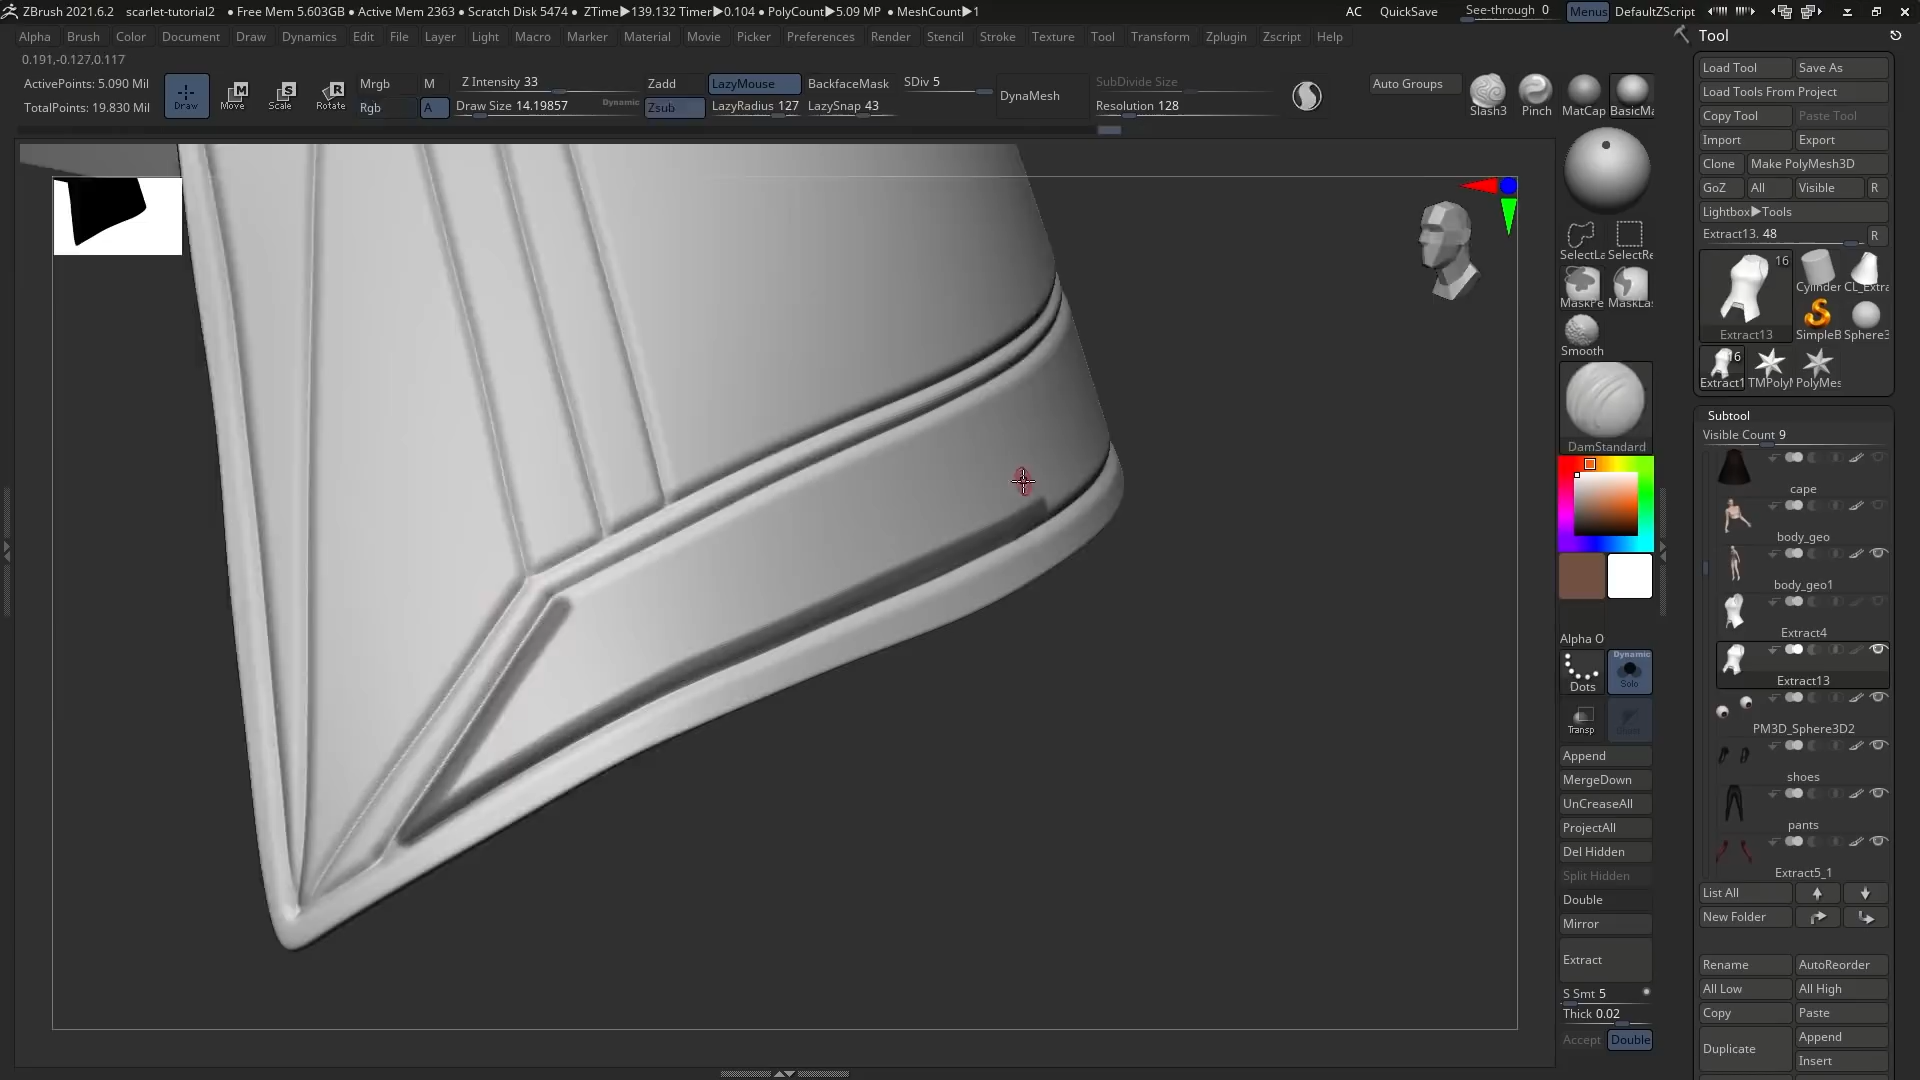 ZBrush 2021.6.2 scarlet-tutorial2 • Free Mem 5.603GB • Active Mem 2363 • Scratch Disk 5474 • ZTime▶139.132 Timer▶0.104 • PolyCount▶5.09 MP • MeshCount▶1 AC QuickSave See-through 0 Menus DefaultZScript
Alpha Brush Color Document Draw Dynamics Edit File Layer Light Macro Marker Material Movie Picker Preferences Render Stencil Stroke Texture Tool Transform Zplugin Zscript Help
Tool
0.191,-0.127,0.117
ActivePoints: 5.090 Mil
TotalPoints: 19.830 Mil
Draw Move Scale Rotate
Mrgb M
Rgb A
Z Intensity 33
Draw Size 14.19857 Dynamic
Zadd
Zsub
LazyMouse
LazyRadius 127
BackfaceMask
LazySnap 43
SDiv 5
DynaMesh
SubDivide Size
Resolution 128
Auto Groups
Slash3 Pinch MatCap BasicMa
Load Tool Save As
Load Tools From Project
Copy Tool Paste Tool
Import Export
Clone Make PolyMesh3D
GoZ All Visible R
Lightbox▶Tools
Extract13. 48 R
16
Cylinder CL_Extra
Extract13 SimpleB Sphere3
16
Extract1 TMPolyM PolyMes
SelectLa SelectRe
MaskPe MaskLas
Smooth
DamStandard
Alpha O
Dots
Dynamic
Solo
Transp
Append
MergeDown
UnCreaseAll
ProjectAll
Del Hidden
Split Hidden
Double
Mirror
Extract
S Smt 5
Thick 0.02
Accept Double
Subtool
Visible Count 9
cape
body_geo
body_geo1
Extract4
Extract13
PM3D_Sphere3D2
shoes
pants
Extract5_1
List All
New Folder
Rename AutoReorder
All Low All High
Copy Paste
Duplicate Append
Insert